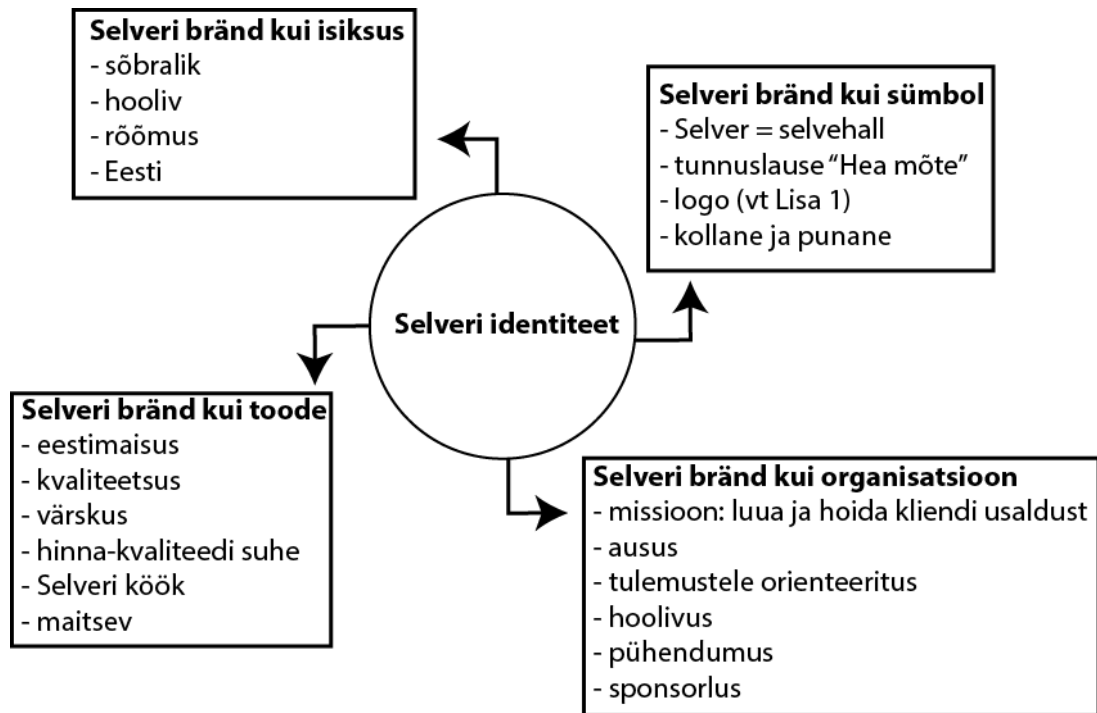 Selveri bränd kui isiksus
- sõbralik
- hooliv
- rõõmus
- Eesti
Selveri bränd kui sümbol
- Selver = selvehall
- tunnuslause “Hea mõte”
- logo (vt Lisa 1)
- kollane ja punane
Selveri identiteet
Selveri bränd kui toode
- eestimaisus
- kvaliteetsus
- värskus
- hinna-kvaliteedi suhe
- Selveri köök
- maitsev
Selveri bränd kui organisatsioon
- missioon: luua ja hoida kliendi usaldust
- ausus
- tulemustele orienteeritus
- hoolivus
- pühendumus
- sponsorlus